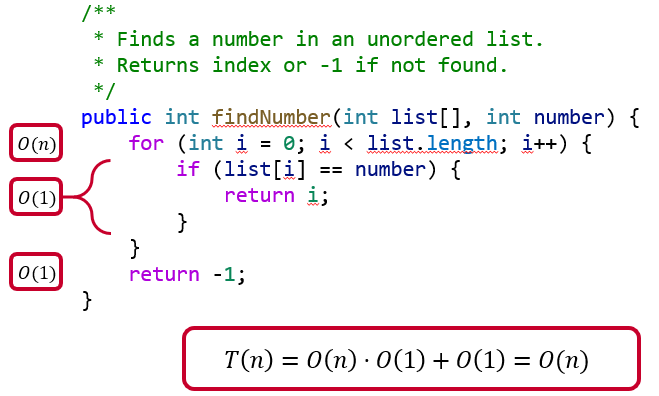 /**
 * Finds a number in an unordered list.
 * Returns index or -1 if not found.
 */
public int findNumber(int list[], int number) {
O(n) for (int i = 0; i < list.length; i++) {
if (list[i] == number) {
O(1) return i;
}
}
O(1) return -1;
}
T(n) = O(n) · O(1) + O(1) = O(n)